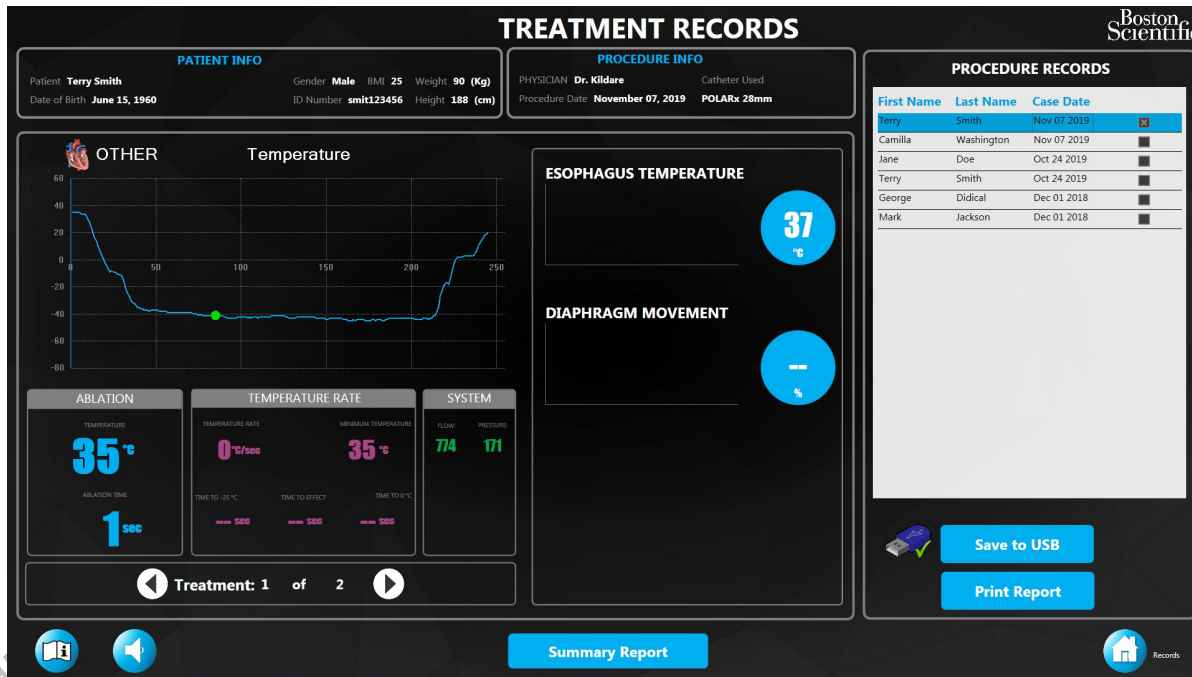 TREATMENT RECORDS
Boston
Scientific
PATIENT INFO
Patient Terry Smith Gender Male BMI 25 Weight 90 (Kg)
Date of Birth June 15, 1960 ID Number smit123456 Height 188 (cm)
PROCEDURE INFO
PHYSICIAN Dr. Kildare Catheter Used
Procedure Date November 07, 2019 POLARx 28mm
OTHER Temperature
60
40
20
0
-20
-40
-60
-80
0 50 100 150 200 250
ABLATION
TEMPERATURE
35 °C
ABLATION TIME
1 sec
TEMPERATURE RATE
TEMPERATURE RATE MINIMUM TEMPERATURE
0 °C/sec 35 °C
TIME TO -25 °C TIME TO EFFECT TIME TO 0 °C
-- sec -- sec -- sec
SYSTEM
FLOW: PRESSURE:
774 171
Treatment: 1 of 2
ESOPHAGUS TEMPERATURE
37
°C
DIAPHRAGM MOVEMENT
--
%
PROCEDURE RECORDS
First Name Last Name Case Date
Terry Smith Nov 07 2019
Camilla Washington Nov 07 2019
Jane Doe Oct 24 2019
Terry Smith Oct 24 2019
George Didical Dec 01 2018
Mark Jackson Dec 01 2018
Save to USB
Print Report
i
Summary Report
Records